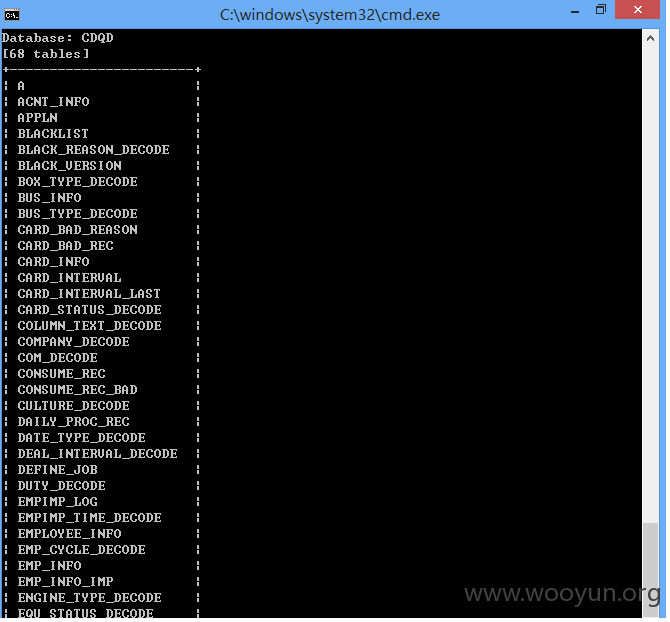 C:\windows\system32\cmd.exe
Database: CDQD
[68 tables]
+-----------------------+
| A |
| ACNT_INFO |
| APPLN |
| BLACKLIST |
| BLACK_REASON_DECODE |
| BLACK_VERSION |
| BOX_TYPE_DECODE |
| BUS_INFO |
| BUS_TYPE_DECODE |
| CARD_BAD_REASON |
| CARD_BAD_REC |
| CARD_INFO |
| CARD_INTERVAL |
| CARD_INTERVAL_LAST |
| CARD_STATUS_DECODE |
| COLUMN_TEXT_DECODE |
| COMPANY_DECODE |
| COM_DECODE |
| CONSUME_REC |
| CONSUME_REC_BAD |
| CULTURE_DECODE |
| DAILY_PROC_REC |
| DATE_TYPE_DECODE |
| DEAL_INTERVAL_DECODE |
| DEFINE_JOB |
| DUTY_DECODE |
| EMPIMP_LOG |
| EMPIMP_TIME_DECODE |
| EMPLOYEE_INFO |
| EMP_CYCLE_DECODE |
| EMP_INFO |
| EMP_INFO_IMP |
| ENGINE_TYPE_DECODE |
| EQU_STATUS_DECODE |
www.wooyun.org